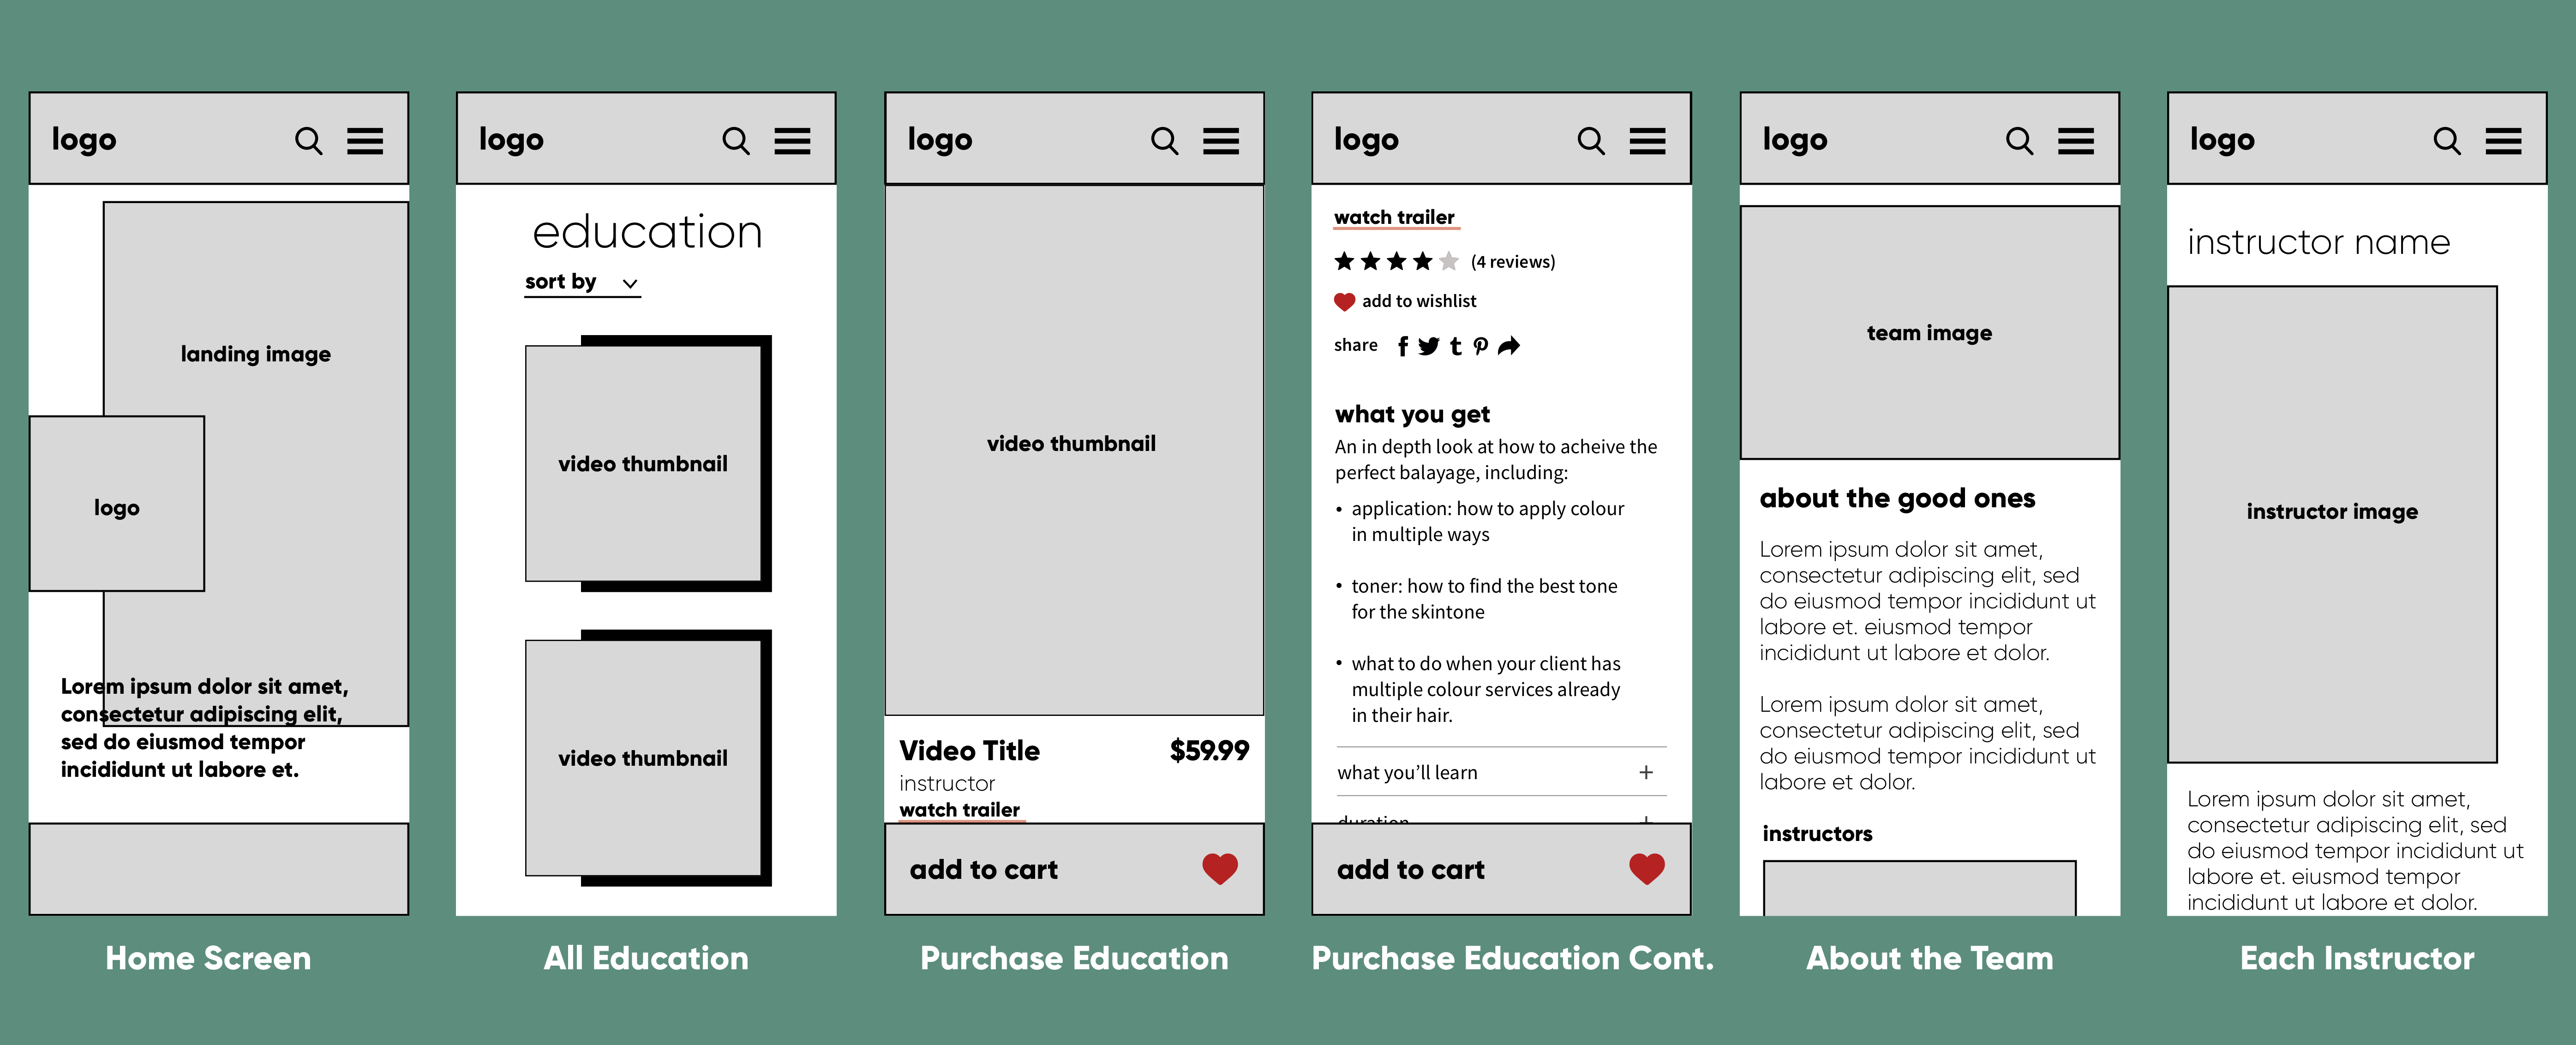 logo
landing image
logo
Lorem ipsum dolor sit amet,
consectetur adipiscing elit,
sed do eiusmod tempor
incididunt ut labore et.
Home Screen
logo
education
sort by
video thumbnail
video thumbnail
All Education
logo
video thumbnail
Video Title $59.99
instructor
watch trailer
add to cart
Purchase Education
logo
watch trailer
(4 reviews)
add to wishlist
share
what you get
An in depth look at how to acheive the
perfect balayage, including:
• application: how to apply colour
in multiple ways
• toner: how to find the best tone
for the skintone
• what to do when your client has
multiple colour services already
in their hair.
what you'll learn +
duration +
add to cart
Purchase Education Cont.
logo
team image
about the good ones
Lorem ipsum dolor sit amet,
consectetur adipiscing elit, sed
do eiusmod tempor incididunt ut
labore et. eiusmod tempor
incididunt ut labore et dolor.
Lorem ipsum dolor sit amet,
consectetur adipiscing elit, sed
do eiusmod tempor incididunt ut
labore et dolor.
instructors
About the Team
logo
instructor name
instructor image
Lorem ipsum dolor sit amet,
consectetur adipiscing elit, sed
do eiusmod tempor incididunt ut
labore et. eiusmod tempor
incididunt ut labore et dolor.
Each Instructor